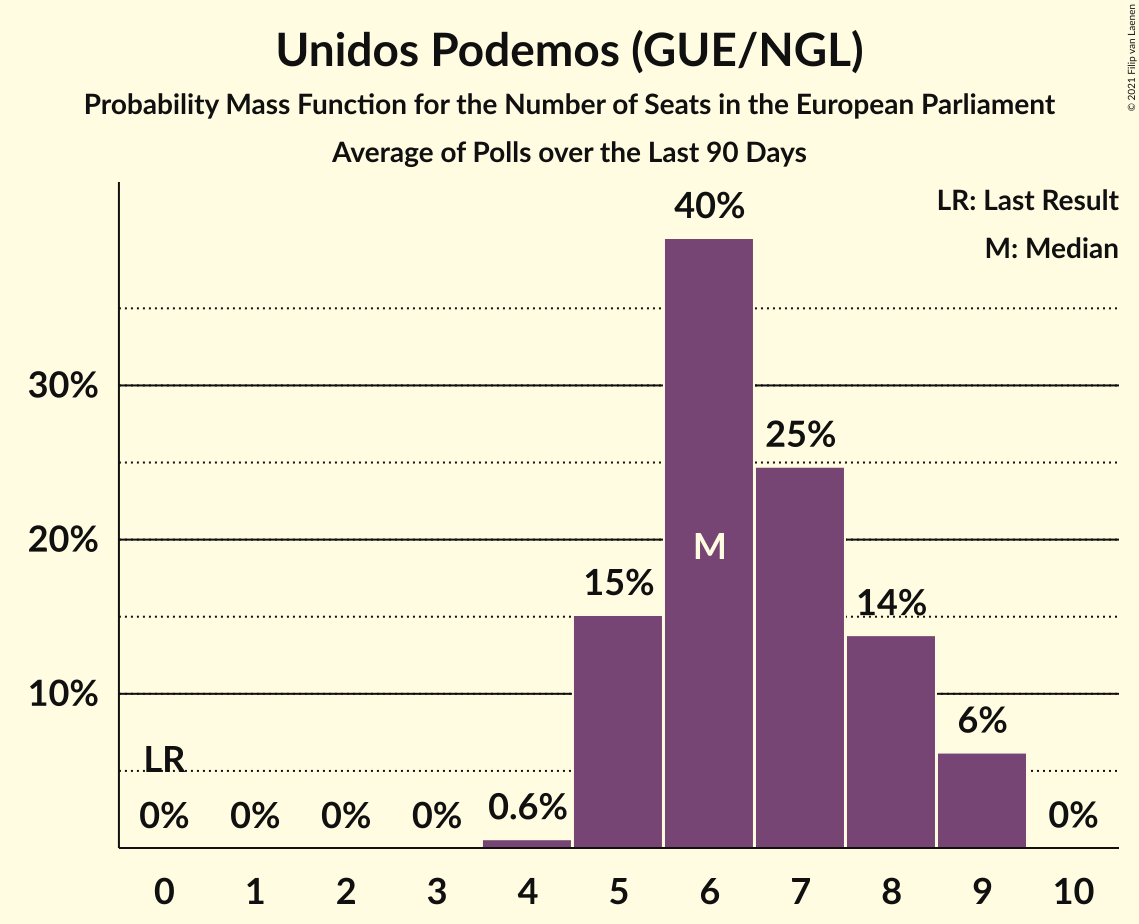 Unidos Podemos (GUE/NGL)
Probability Mass Function for the Number of Seats in the European Parliament
Average of Polls over the Last 90 Days
© 2021 Filip van Laenen
LR: Last Result
M: Median
40%
30%
25%
20%
M
15%
14%
10%
6%
LR
0% 0% 0% 0% 0.6% 0%
0 1 2 3 4 5 6 7 8 9 10